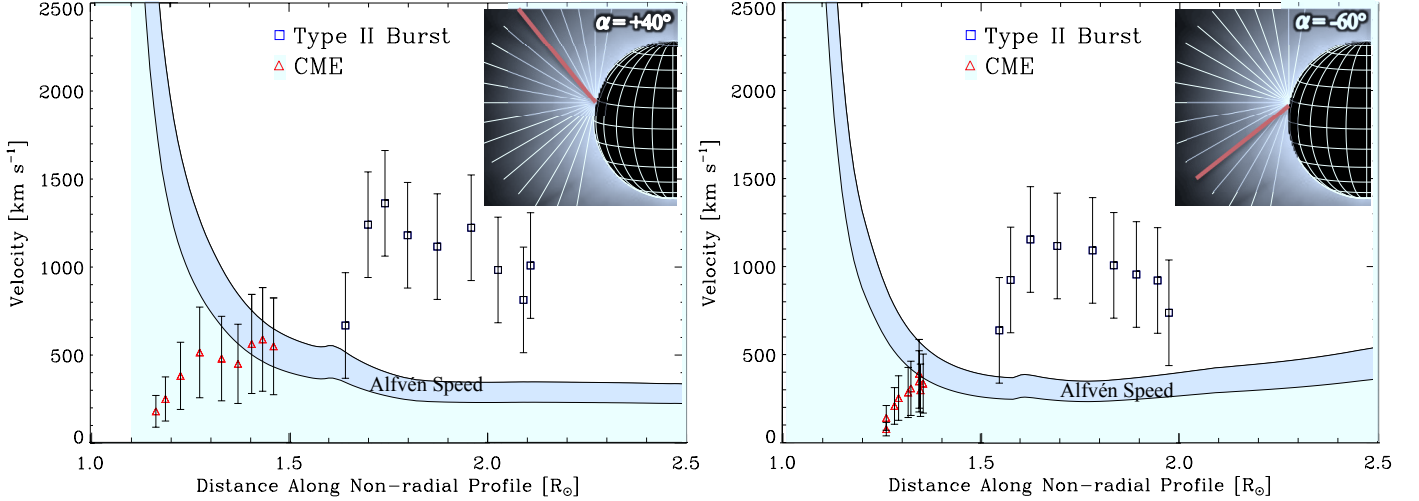 2500
2000
1500
1000
500
0
Velocity [km s⁻¹]
1.0
1.5
2.0
2.5
Distance Along Non-radial Profile [R☉]
Type II Burst
CME
α = +40°
Alfvén Speed
2500
2000
1500
1000
500
0
Velocity [km s⁻¹]
1.0
1.5
2.0
2.5
Distance Along Non-radial Profile [R☉]
Type II Burst
CME
α = -60°
Alfvén Speed